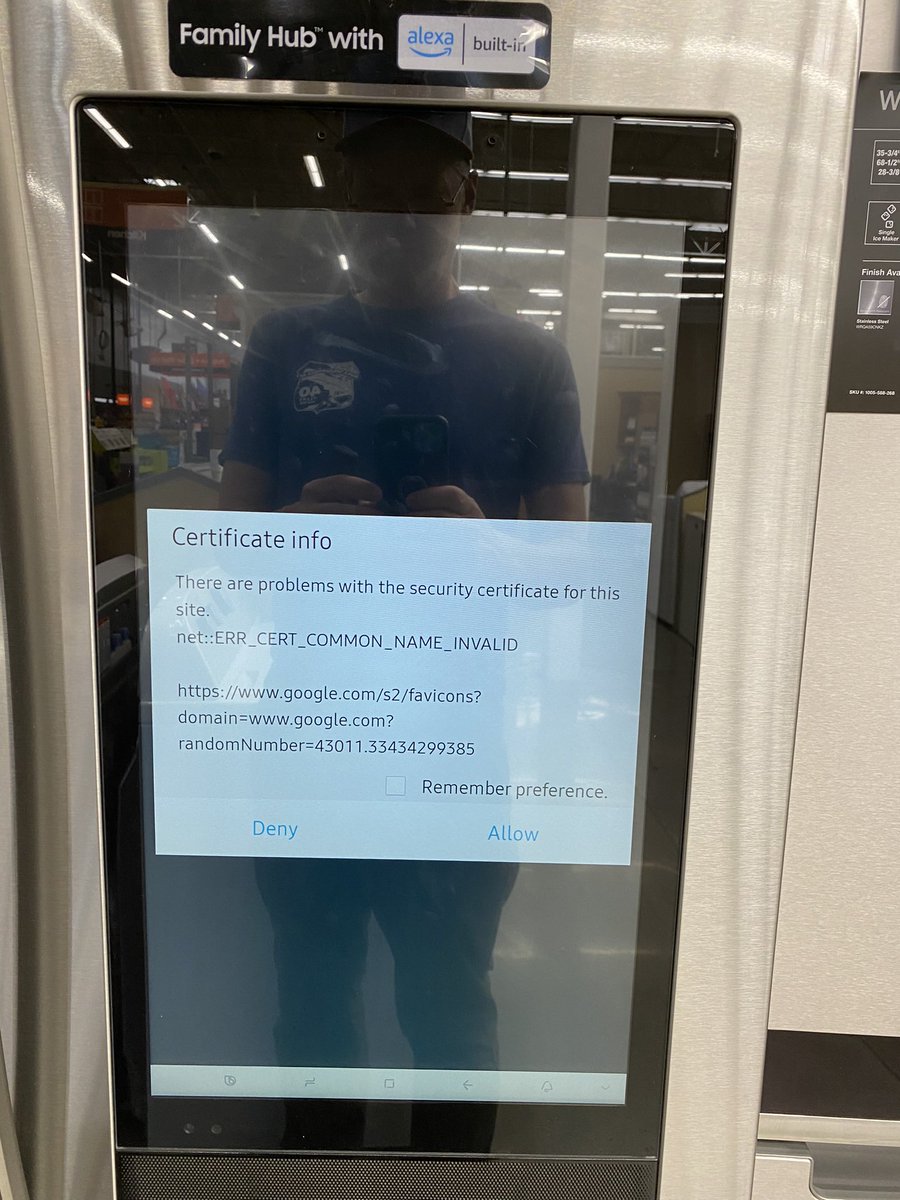 Family Hub™ with
alexa
built-in
W
35-3/4"
68-1/2"
28-3/8
Single
Ice Maker
Finish Ava
Stainless Steel
SKU #: 1005-588-268
Kitchen
OA
Certificate info
There are problems with the security certificate for this
site.
net::ERR_CERT_COMMON_NAME_INVALID
https://www.google.com/s2/favicons?
domain=www.google.com?
randomNumber=43011.33434299385
Remember preference.
Deny
Allow